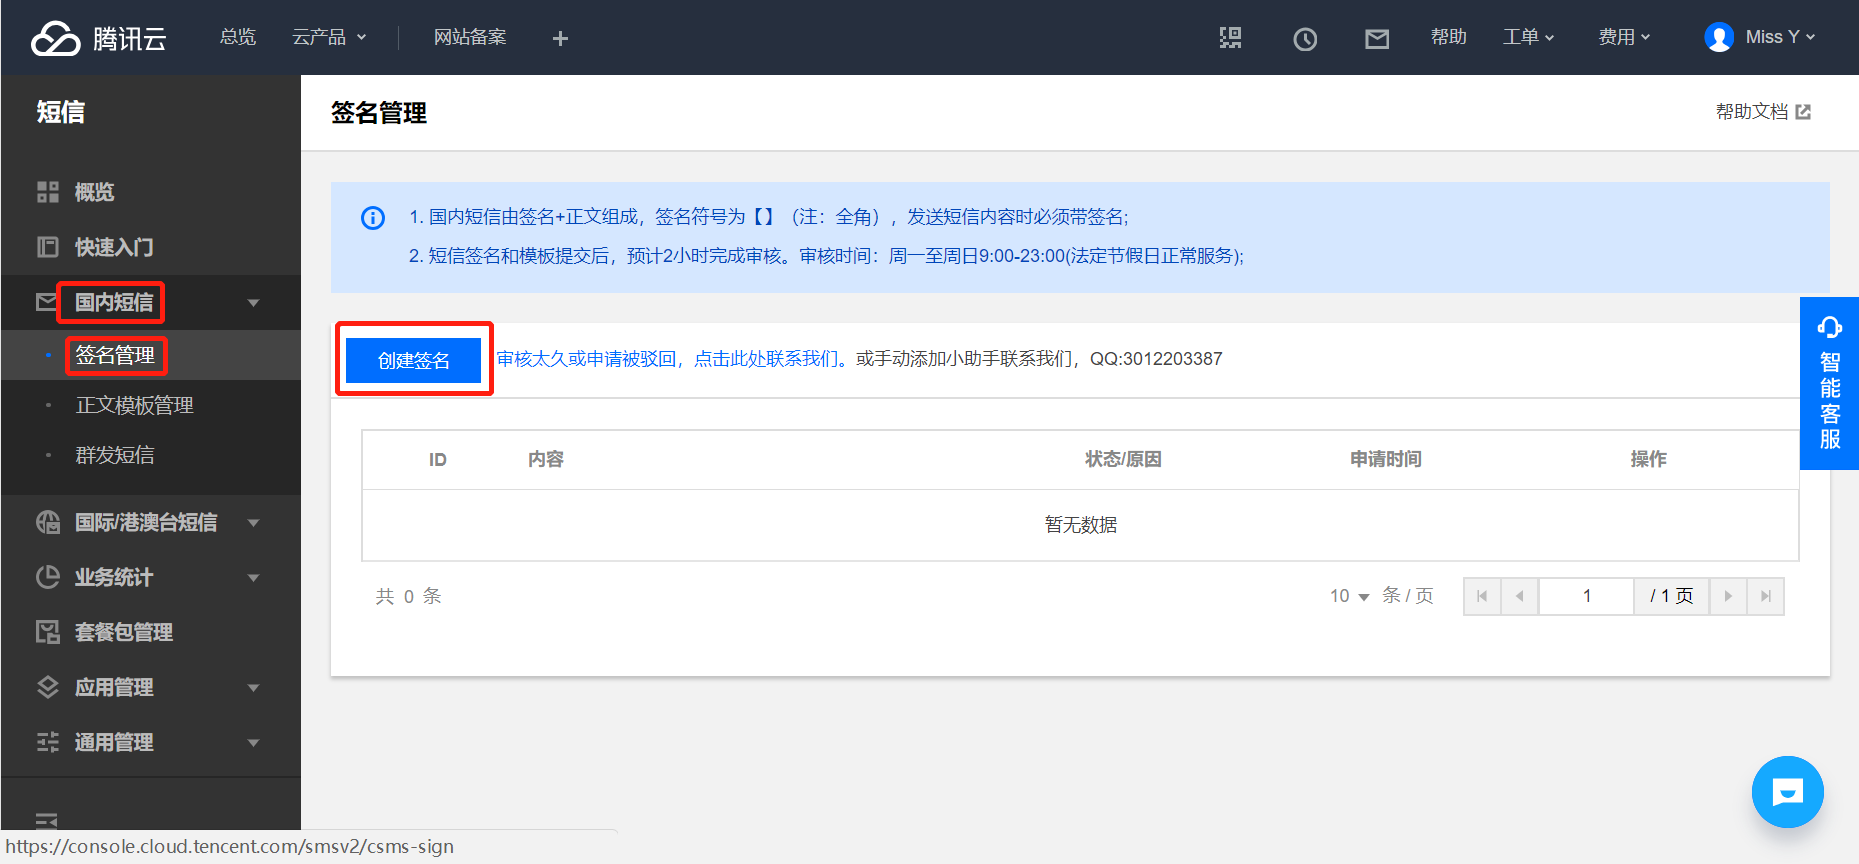 腾讯云 总览 云产品 网站备案 + 帮助 工单 费用 Miss Y
短信
概览
快速入门
国内短信
签名管理
正文模板管理
群发短信
国际/港澳台短信
业务统计
套餐包管理
应用管理
通用管理
签名管理
帮助文档
1. 国内短信由签名+正文组成，签名符号为【】（注：全角），发送短信内容时必须带签名;
2. 短信签名和模板提交后，预计2小时完成审核。审核时间：周一至周日9:00-23:00(法定节假日正常服务);
创建签名 审核太久或申请被驳回，点击此处联系我们。或手动添加小助手联系我们，QQ:3012203387
ID 内容 状态/原因 申请时间 操作
暂无数据
共 0 条 10 条 / 页 1 / 1 页
智能客服
https://console.cloud.tencent.com/smsv2/csms-sign